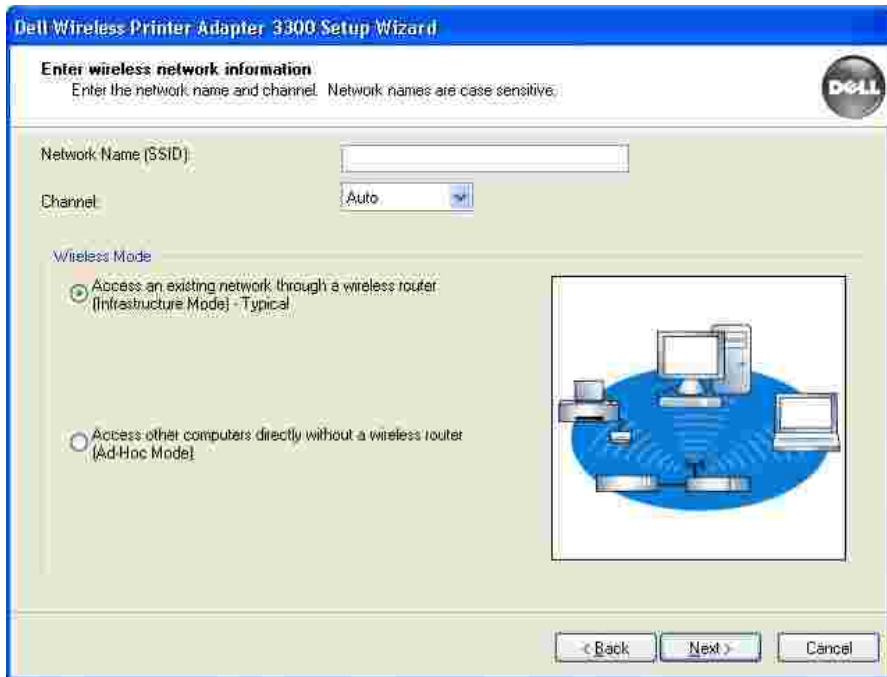 Dell Wireless Printer Adapter 3300 Setup Wizard
Enter wireless network information
Enter the network name and channel. Network names are case sensitive.
DELL
Network Name (SSID):
Channel:
Auto
Wireless Mode
Access an existing network through a wireless router
(Infrastructure Mode) - Typical
Access other computers directly without a wireless router
(Ad-Hoc Mode)
< Back
Next >
Cancel